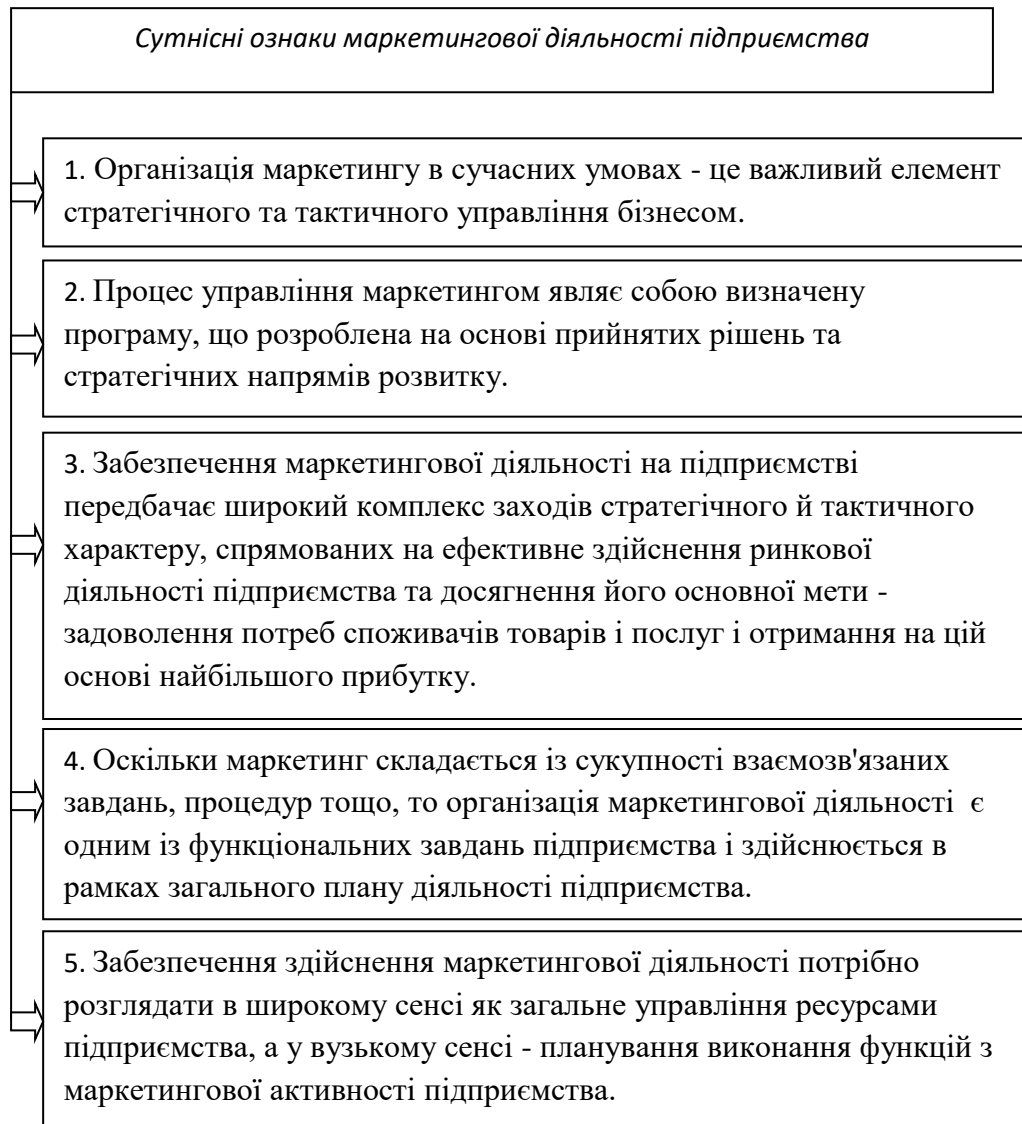 Сутнісні ознаки маркетингової діяльності підприємства
1. Організація маркетингу в сучасних умовах - це важливий елемент
стратегічного та тактичного управління бізнесом.
2. Процес управління маркетингом являє собою визначену
програму, що розроблена на основі прийнятих рішень та
стратегічних напрямів розвитку.
3. Забезпечення маркетингової діяльності на підприємстві
передбачає широкий комплекс заходів стратегічного й тактичного
характеру, спрямованих на ефективне здійснення ринкової
діяльності підприємства та досягнення його основної мети -
задоволення потреб споживачів товарів і послуг і отримання на цій
основі найбільшого прибутку.
4. Оскільки маркетинг складається із сукупності взаємозв'язаних
завдань, процедур тощо, то організація маркетингової діяльності є
одним із функціональних завдань підприємства і здійснюється в
рамках загального плану діяльності підприємства.
5. Забезпечення здійснення маркетингової діяльності потрібно
розглядати в широкому сенсі як загальне управління ресурсами
підприємства, а у вузькому сенсі - планування виконання функцій з
маркетингової активності підприємства.